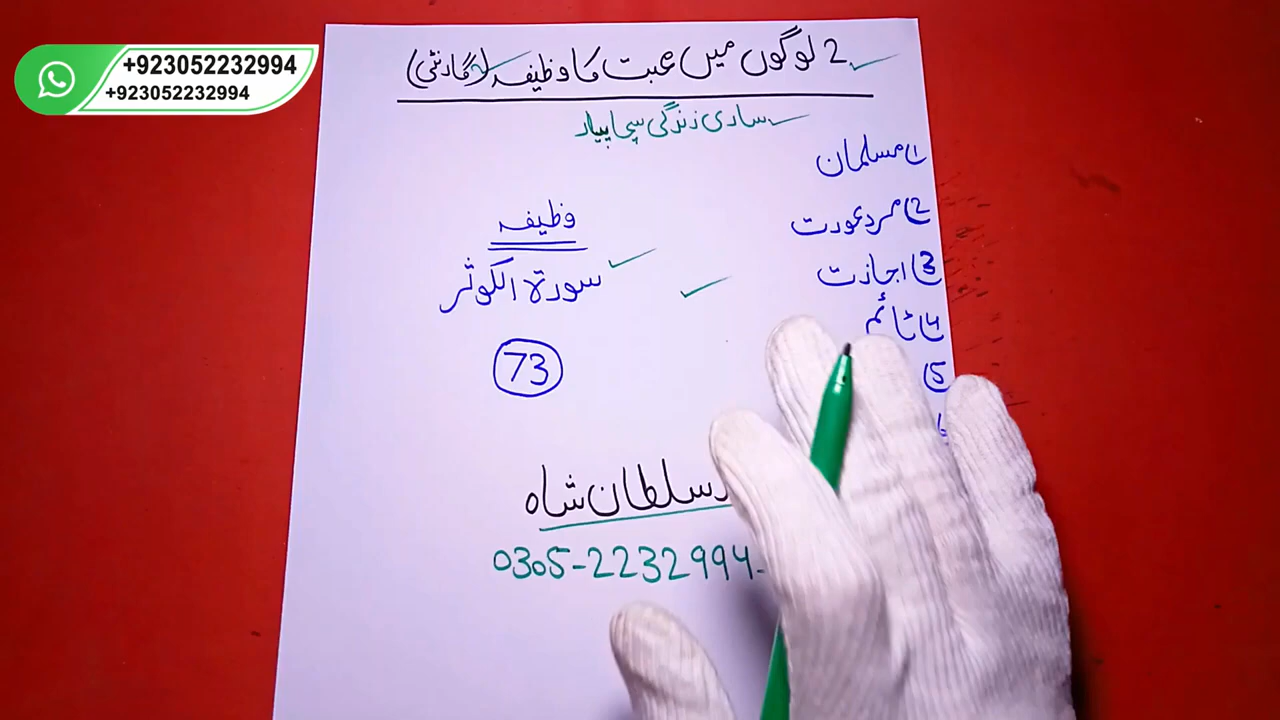 +923052232994
+923052232994
2 لوگوں میں محبت کا وظیفہ (گارنٹی)
ساری زندگی سچا پیار
1) مسلمان
2) مرد عورت
3) اجازت
۴) ٹائم
5)
وظیفہ
سورۃ الکوثر
73
سلطان شاہ
0305-2232994-